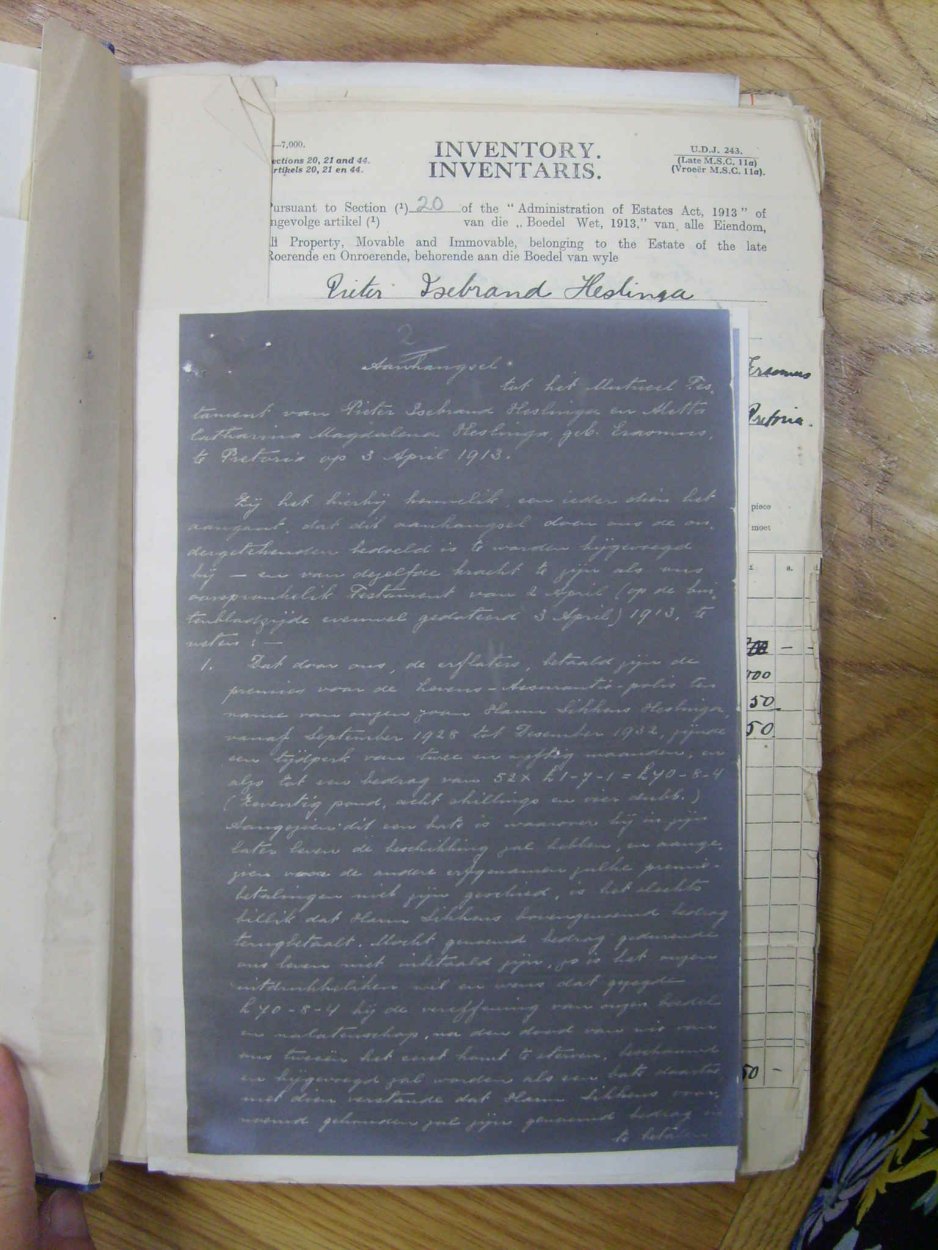 —7,000.
ections 20, 21 and 44.
rtikels 20, 21 en 44.
INVENTORY.
INVENTARIS.
U.D.J. 243.
(Late M.S.C. 11a)
(Vroeër M.S.C. 11a).
Pursuant to Section (¹) 20 of the "Administration of Estates Act, 1913" of
ngevolge artikel (¹) van die „Boedel Wet, 1913," van alle Eiendom,
ll Property, Movable and Immovable, belonging to the Estate of the late
Roerende en Onroerende, behorende aan die Boedel van wyle
Pieter Isebrand Heslinga
Erasmus
Pretoria.
piece
moet
£ s. d.
700 - -
000
50
50
50 -
2
Aanhangsel
tot het Mutueel Tes-
tament van Pieter Isebrand Heslinga en Aletta
Catharina Magdalena Heslinga, geb. Erasmus,
te Pretoria op 3 April 1913.
Zij het hierbij kennelik een ieder dien het
aangaat, dat dit aanhangsel door ons de on-
dergetekenden bedoeld is te worden bijgevoegd
bij — en van dezelfde kracht te zijn als ons
oorspronkelik Testament van 2 April (op de bui-
tenbladzijde evenwel gedateerd 3 April) 1913, te
weten :—
1. Dat door ons, de erflaters, betaald zijn de
premies voor de Levens-Assurantie-polis ten
name van onzen zoon Harm Sikkens Heslinga,
vanaf September 1928 tot Desember 1932, zijnde
een tijdperk van twee en vijftig maanden, en
alzo tot een bedrag van 52 x £1-7-1 = £70-8-4
(Zeventig pond, acht shillings en vier dubb.)
Aangezien dit een bate is waarover hij in zijn
later leven de beschikking zal hebben, en aange-
zien voor de andere erfgenamen zulke premie-
betalingen niet zijn geschied, is het slechts
billik dat Harm Sikkens bovengenoemd bedrag
terugbetaalt. Mocht genoemd bedrag gedurende
ons leven niet inbetaald zijn, zo is het onzen
uitdrukkeliken wil en wens dat gezegde
£70-8-4 bij de vereffening van onzen boedel
en nalatenschap, na den dood van wie van
ons tweeën het eerst komt te sterven, beschouwd
en bijgevoegd zal worden als een bate daartoe
met dien verstande dat Harm Sikkens voor-
noemd gehouden zal zijn genoemd bedrag in
te betalen